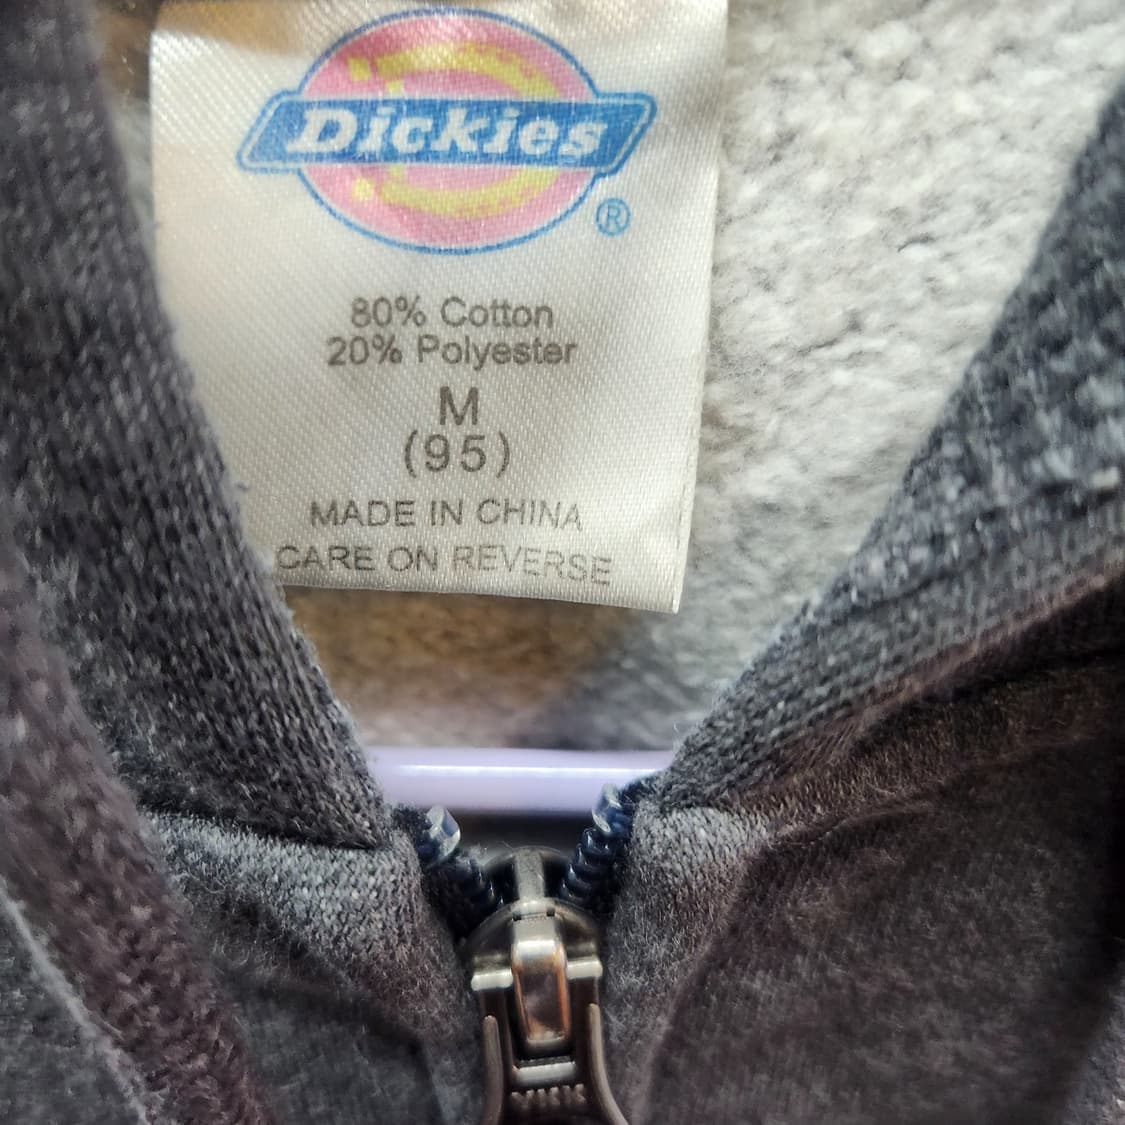 Dickies
®
80% Cotton
20% Polyester
M
(95)
MADE IN CHINA
CARE ON REVERSE